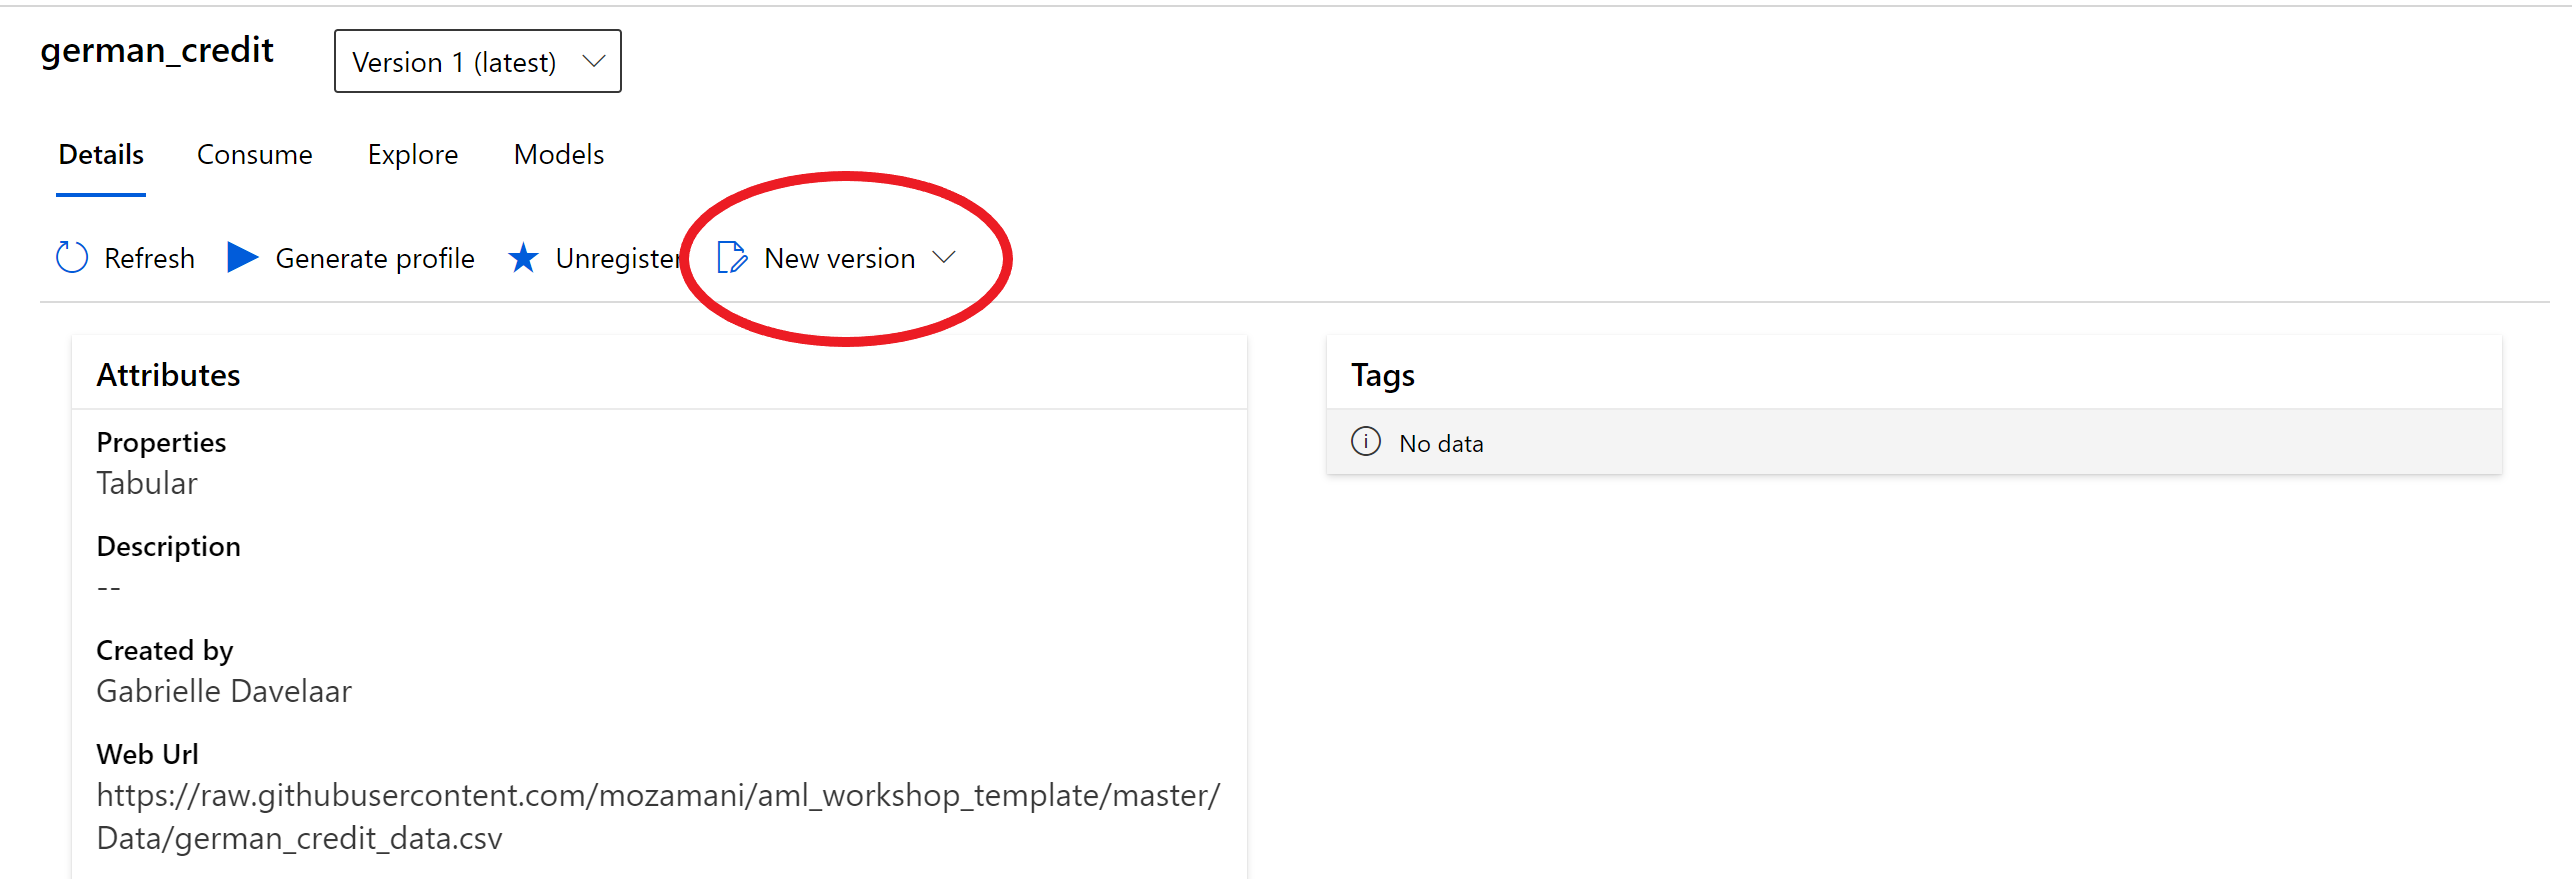 german_credit
Version 1 (latest)
Details Consume Explore Models
Refresh Generate profile Unregister New version
Attributes
Properties
Tabular
Description
--
Created by
Gabrielle Davelaar
Web Url
https://raw.githubusercontent.com/mozamani/aml_workshop_template/master/
Data/german_credit_data.csv
Tags
No data